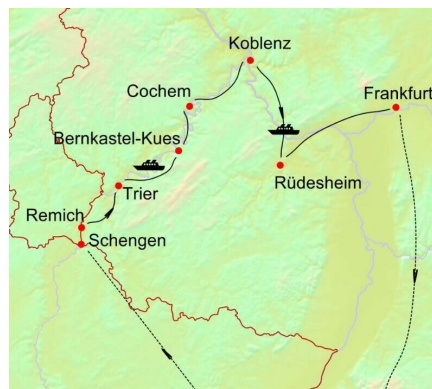 Koblenz
Cochem
Frankfurt
Bernkastel-Kues
Rüdesheim
Trier
Remich
Schengen